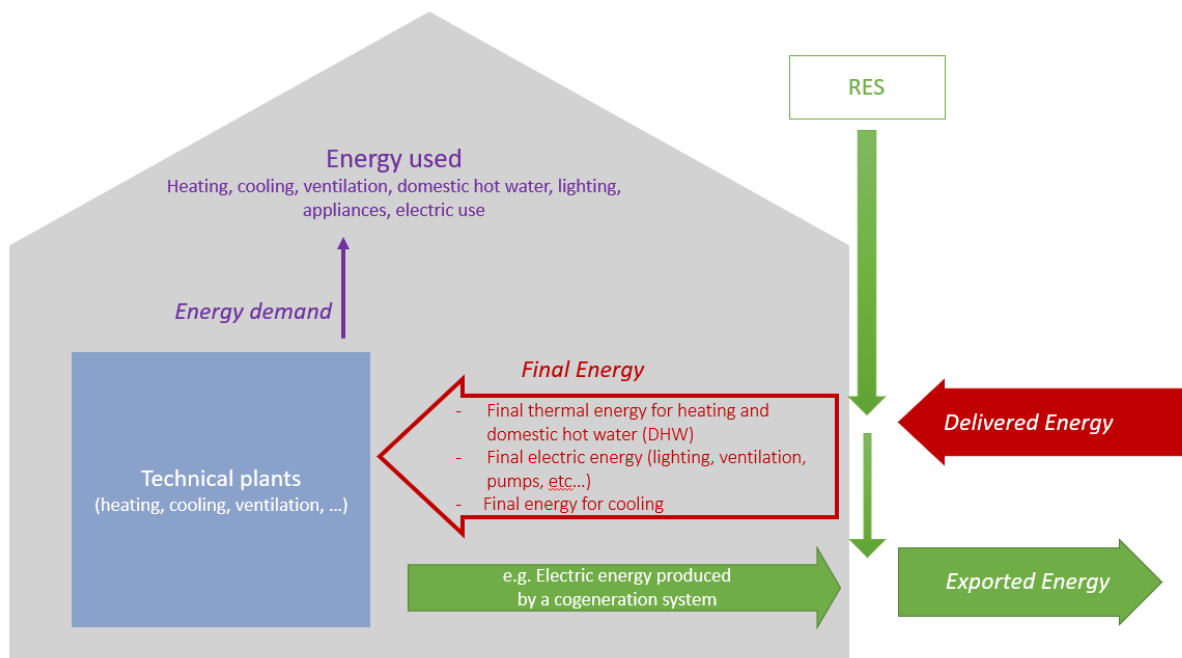 RES
Energy used
Heating, cooling, ventilation, domestic hot water, lighting,
appliances, electric use
Energy demand
Final Energy
- Final thermal energy for heating and
domestic hot water (DHW)
- Final electric energy (lighting, ventilation,
pumps, etc...)
- Final energy for cooling
Delivered Energy
Technical plants
(heating, cooling, ventilation, ...)
e.g. Electric energy produced
by a cogeneration system
Exported Energy